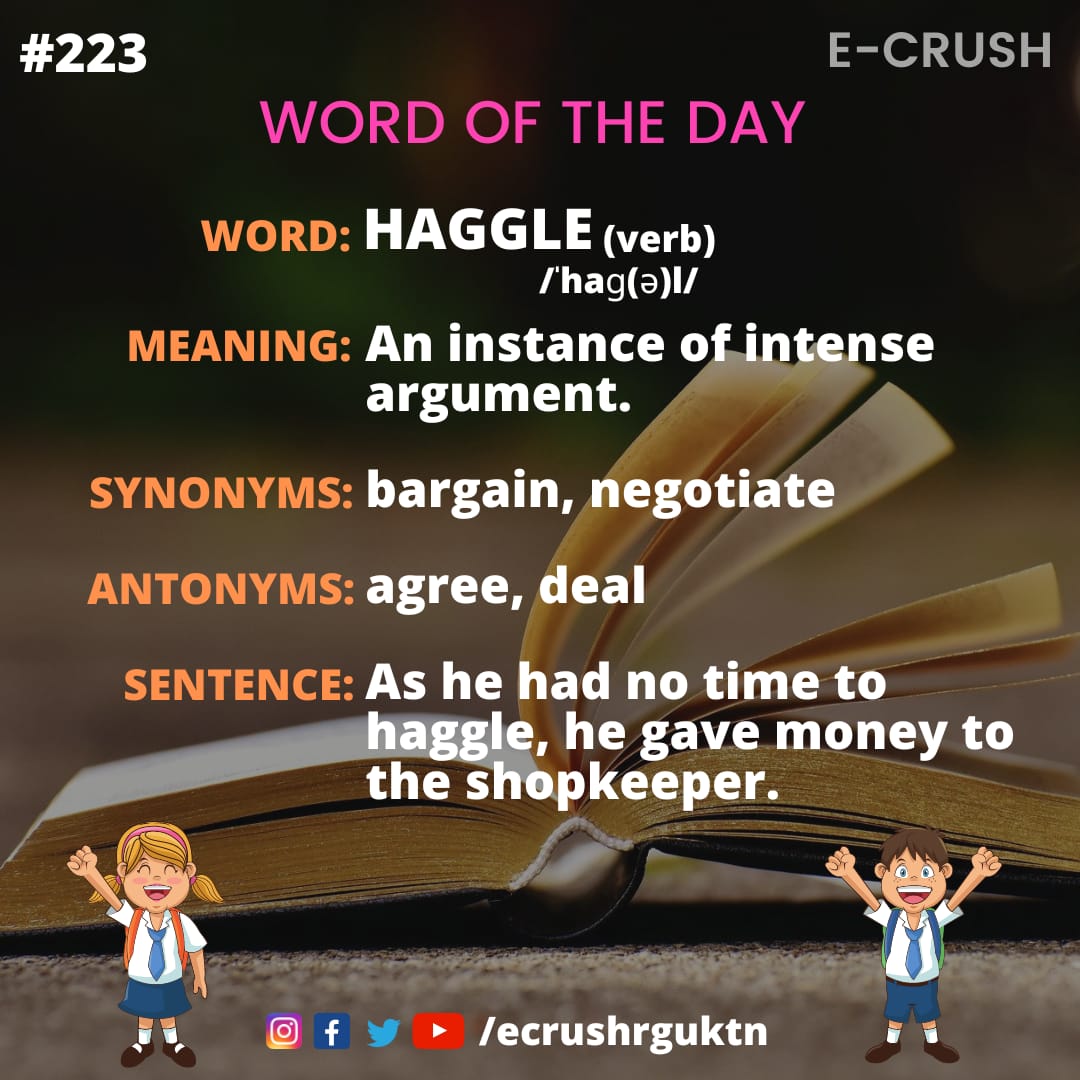 #223
E-CRUSH
WORD OF THE DAY
WORD: HAGGLE (verb)
/ˈhaɡ(ə)l/
MEANING: An instance of intense
argument.
SYNONYMS: bargain, negotiate
ANTONYMS: agree, deal
SENTENCE: As he had no time to
haggle, he gave money to
the shopkeeper.
/ecrushrguktn